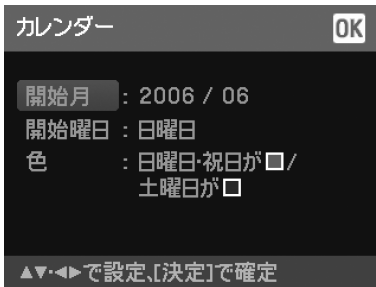 カレンダー OK
開始月 : 2006 / 06
開始曜日 : 日曜日
色 : 日曜日・祝日が■/
土曜日が□
▲▼・◀▶で設定、[決定]で確定